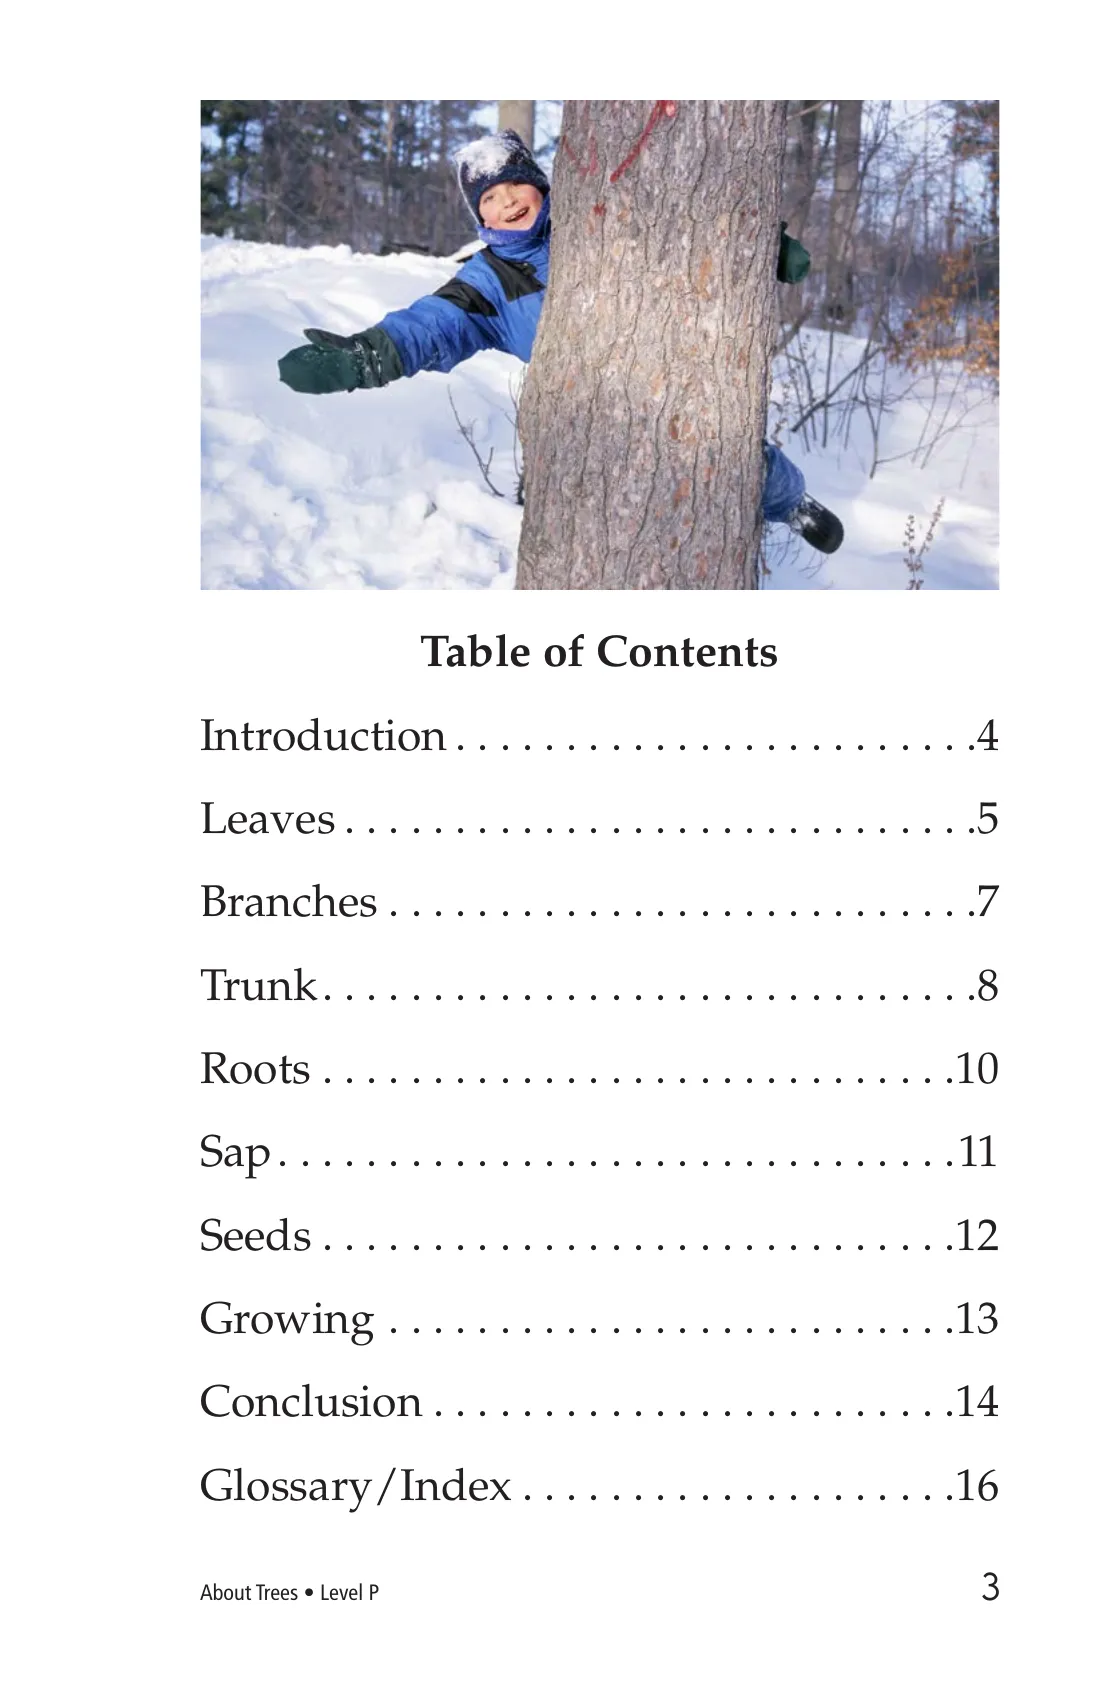 Table of Contents
Introduction . . . . . . . . . . . . . . . . . . . . . . . .4
Leaves . . . . . . . . . . . . . . . . . . . . . . . . . . . . .5
Branches . . . . . . . . . . . . . . . . . . . . . . . . . . .7
Trunk. . . . . . . . . . . . . . . . . . . . . . . . . . . . . .8
Roots . . . . . . . . . . . . . . . . . . . . . . . . . . . . .10
Sap. . . . . . . . . . . . . . . . . . . . . . . . . . . . . . .11
Seeds . . . . . . . . . . . . . . . . . . . . . . . . . . . . .12
Growing . . . . . . . . . . . . . . . . . . . . . . . . . .13
Conclusion . . . . . . . . . . . . . . . . . . . . . . . .14
Glossary/Index . . . . . . . . . . . . . . . . . . . .16
About Trees • Level P 3